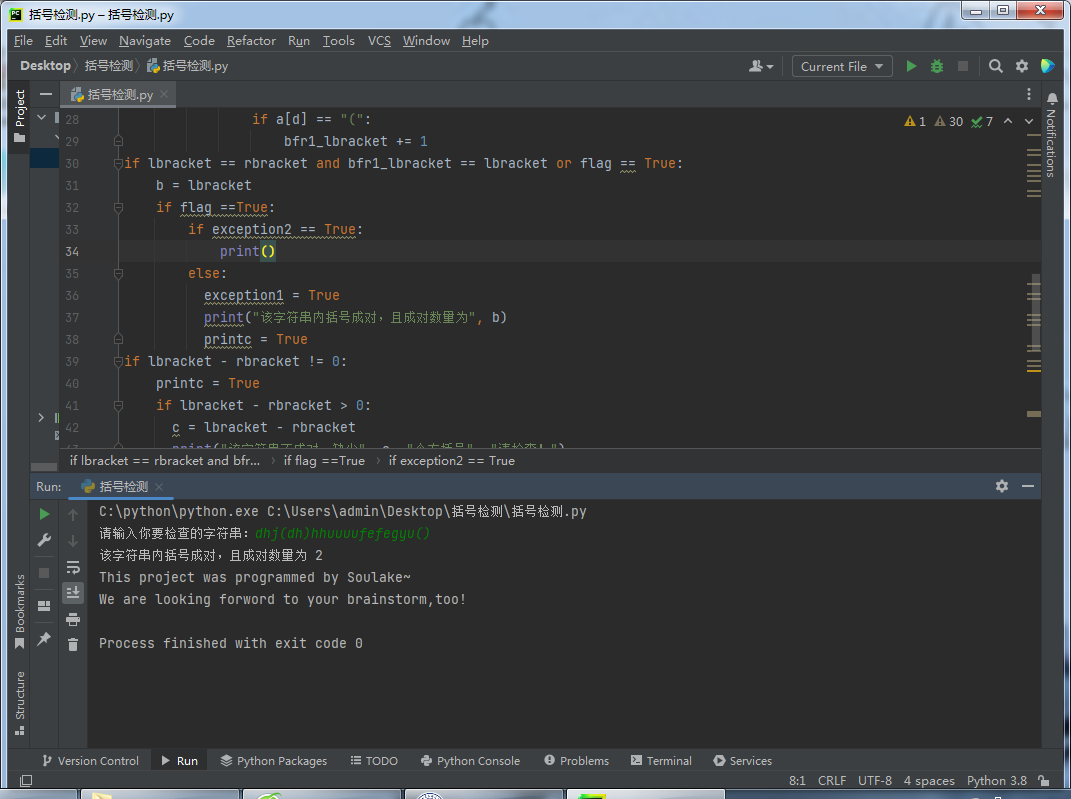 括号检测.py – 括号检测.py
File Edit View Navigate Code Refactor Run Tools VCS Window Help
Desktop 括号检测 括号检测.py Current File
Project
括号检测.py
Notifications
1 30 7
28 if a[d] == "(":
29 bfr1_lbracket += 1
30 if lbracket == rbracket and bfr1_lbracket == lbracket or flag == True:
31 b = lbracket
32 if flag ==True:
33 if exception2 == True:
34 print()
35 else:
36 exception1 = True
37 print("该字符串内括号成对，且成对数量为", b)
38 printc = True
39 if lbracket - rbracket != 0:
40 printc = True
41 if lbracket - rbracket > 0:
42 c = lbracket - rbracket
if lbracket == rbracket and bfr... if flag ==True if exception2 == True
Run: 括号检测
C:\python\python.exe C:\Users\admin\Desktop\括号检测\括号检测.py
请输入你要检查的字符串：dhj(dh)hhuuuufefegyu()
该字符串内括号成对，且成对数量为 2
This project was programmed by Soulake~
We are looking forword to your brainstorm,too!
Process finished with exit code 0
Bookmarks
Structure
Version Control Run Python Packages TODO Python Console Problems Terminal Services
8:1 CRLF UTF-8 4 spaces Python 3.8